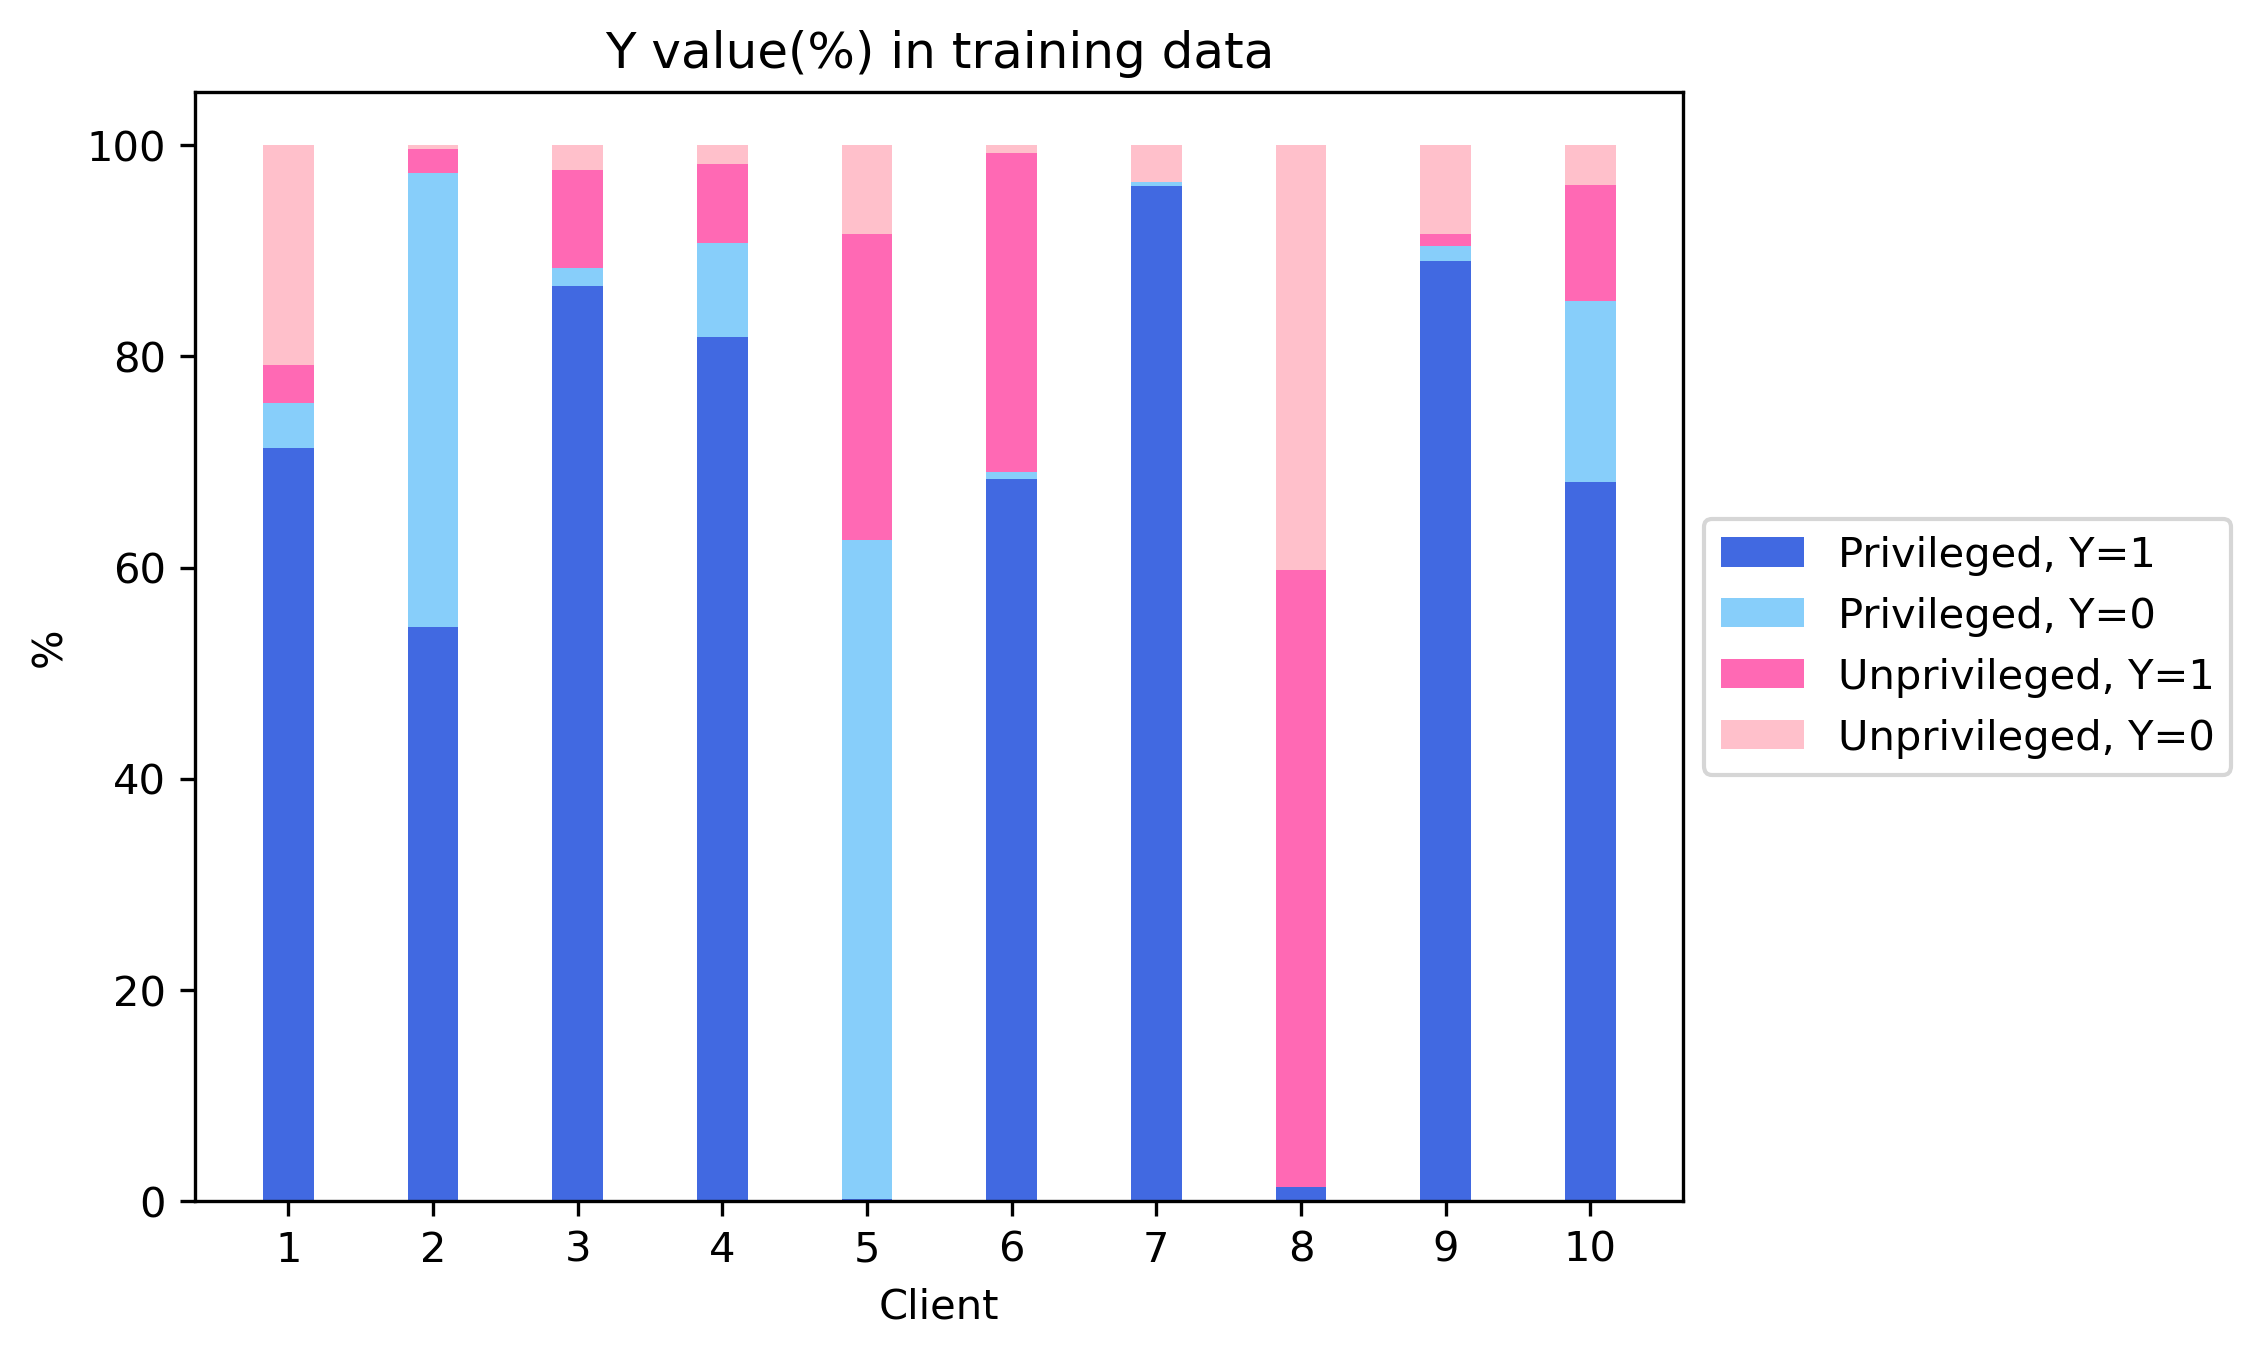 Y value(%) in training data
100
80
60
40
20
0
%
1 2 3 4 5 6 7 8 9 10
Client
Privileged, Y=1
Privileged, Y=0
Unprivileged, Y=1
Unprivileged, Y=0